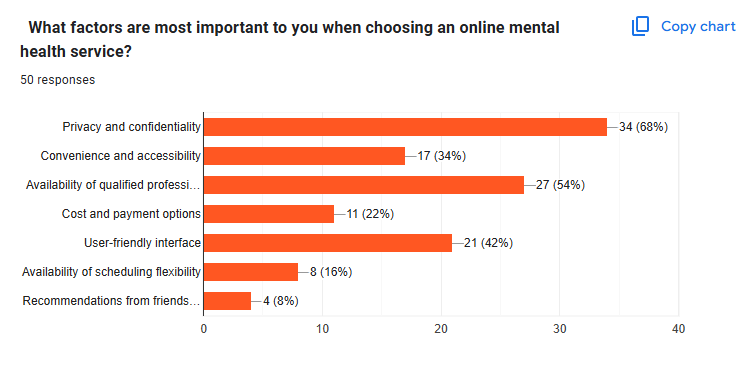 What factors are most important to you when choosing an online mental
health service?
Copy chart
50 responses
Privacy and confidentiality 34 (68%)
Convenience and accessibility 17 (34%)
Availability of qualified professi... 27 (54%)
Cost and payment options 11 (22%)
User-friendly interface 21 (42%)
Availability of scheduling flexibility 8 (16%)
Recommendations from friends... 4 (8%)
0 10 20 30 40